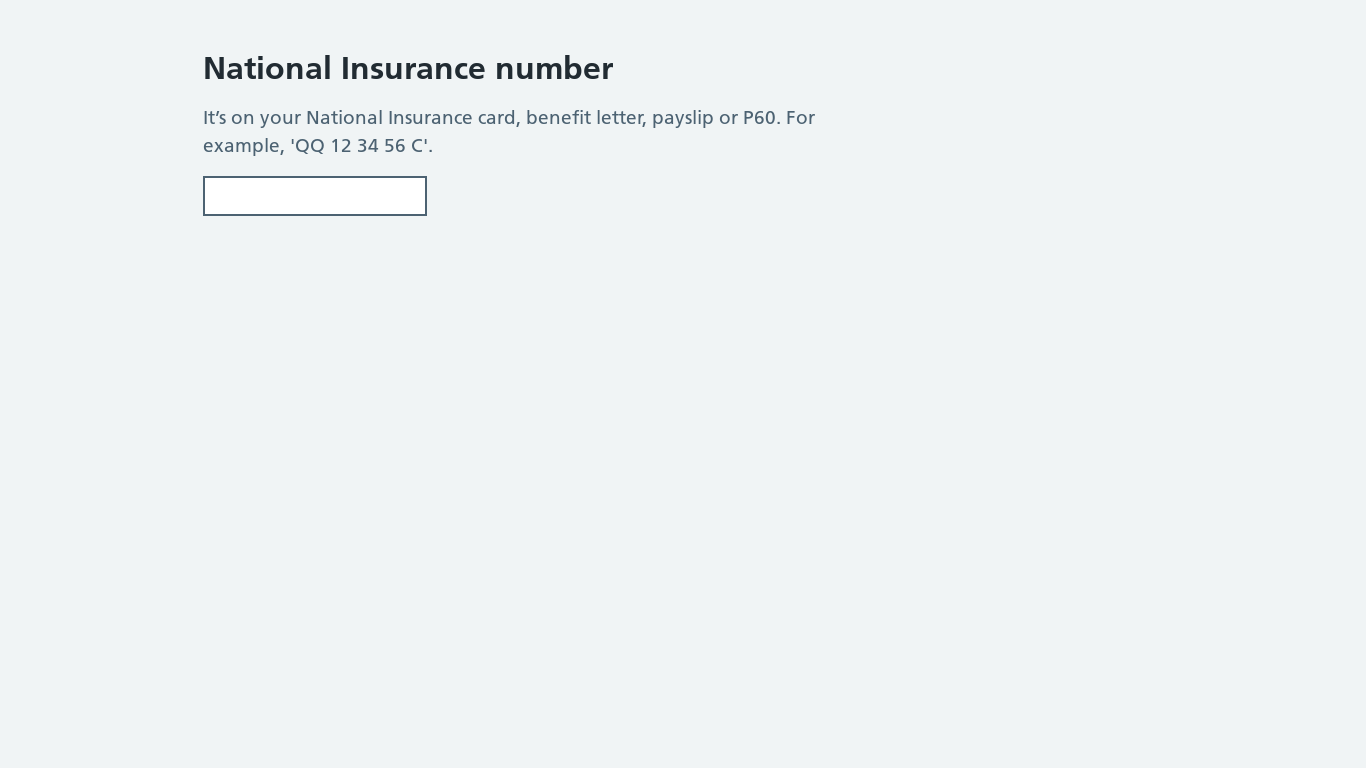 National Insurance number
It’s on your National Insurance card, benefit letter, payslip or P60. For
example, 'QQ 12 34 56 C'.